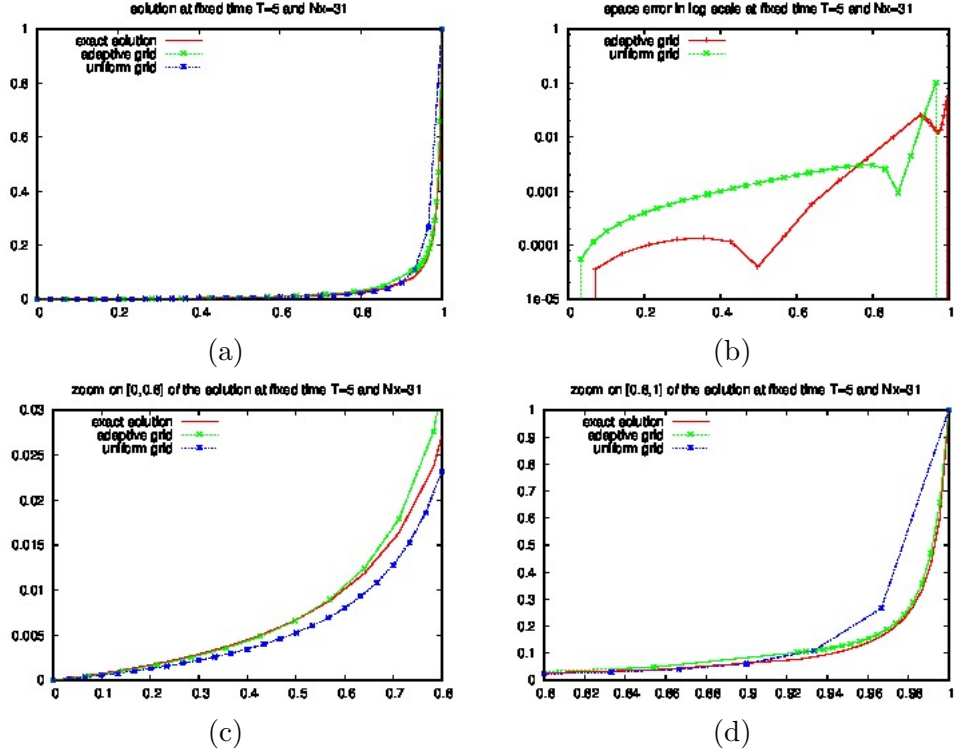 solution at fixed time T=5 and Nx=31
exact solution
adaptive grid
uniform grid
1
0.8
0.6
0.4
0.2
0
0 0.2 0.4 0.6 0.8 1
(a)
space error in log scale at fixed time T=5 and Nx=31
adaptive grid
uniform grid
1
0.1
0.01
0.001
0.0001
1e-05
0 0.2 0.4 0.6 0.8 1
(b)
zoom on [0,0.8] of the solution at fixed time T=5 and Nx=31
exact solution
adaptive grid
uniform grid
0.03
0.025
0.02
0.015
0.01
0.005
0
0 0.1 0.2 0.3 0.4 0.5 0.6 0.7 0.8
(c)
zoom on [0.8,1] of the solution at fixed time T=5 and Nx=31
exact solution
adaptive grid
uniform grid
1
0.9
0.8
0.7
0.6
0.5
0.4
0.3
0.2
0.1
0
0.8 0.82 0.84 0.86 0.88 0.9 0.92 0.94 0.96 0.98 1
(d)